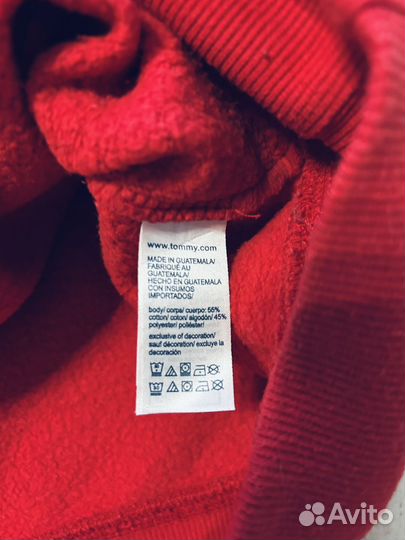 www.tommy.com
MADE IN GUATEMALA/
FABRIQUÉ AU
GUATEMALA/
HECHO EN GUATEMALA
CON INSUMOS
IMPORTADOS/
body/ corps/ cuerpo: 55%
cotton/ coton/ algodón/ 45%
polyester/ poliéster/
exclusive of decoration/
sauf décoration/ excluye la
decoración
Avito